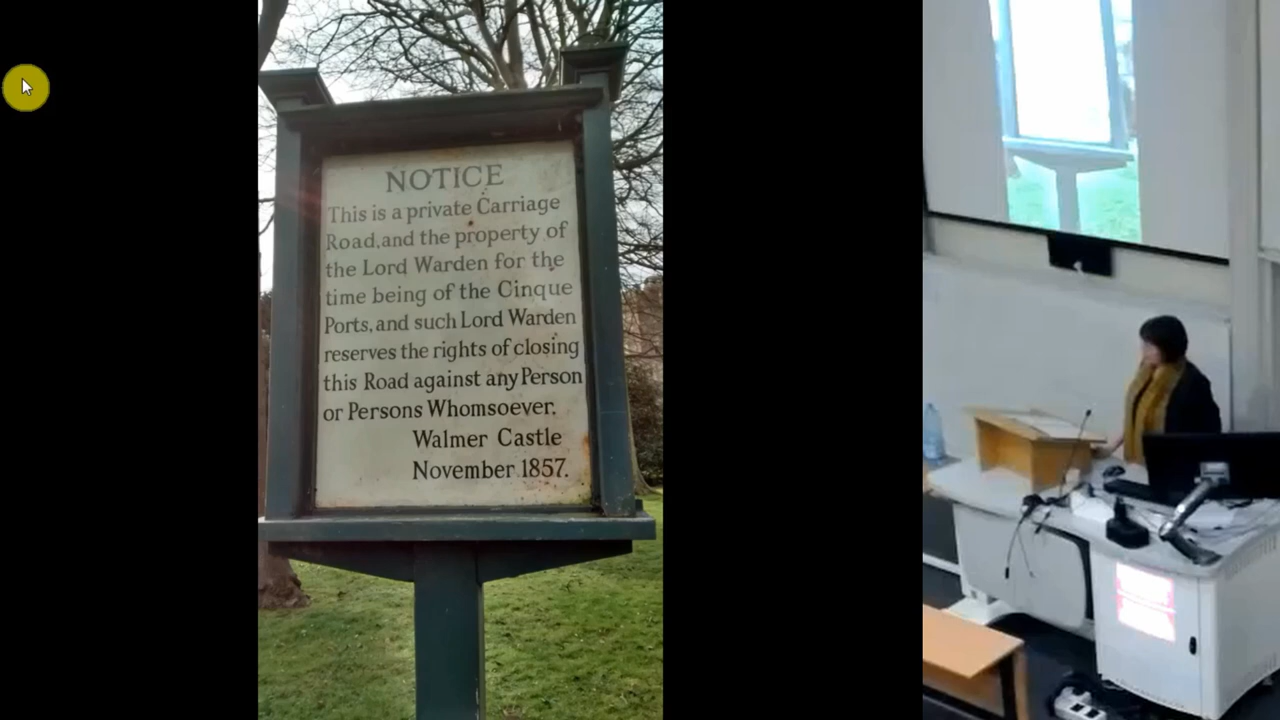 NOTICE
This is a private Carriage
Road, and the property of
the Lord Warden for the
time being of the Cinque
Ports, and such Lord Warden
reserves the rights of closing
this Road against any Person
or Persons Whomsoever.
Walmer Castle
November 1857.